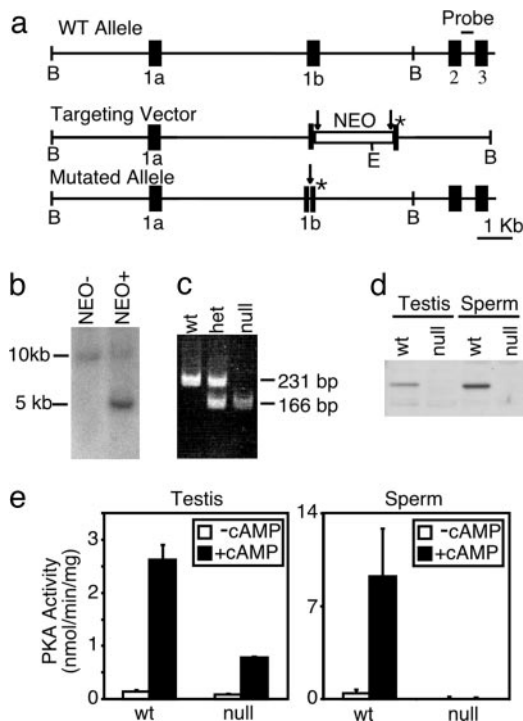 a
WT Allele
Probe
B 1a 1b B 2 3
Targeting Vector
NEO *
1a E B
Mutated Allele
*
B 1a 1b B
1 Kb
b
NEO-
NEO+
10kb
5 kb
c
wt
het
null
231 bp
166 bp
d
Testis Sperm
wt
null
wt
null
e
Testis
Sperm
PKA Activity
(nmol/min/mg)
3
2
1
0
-cAMP
+cAMP
wt null
14
7
0
-cAMP
+cAMP
wt null